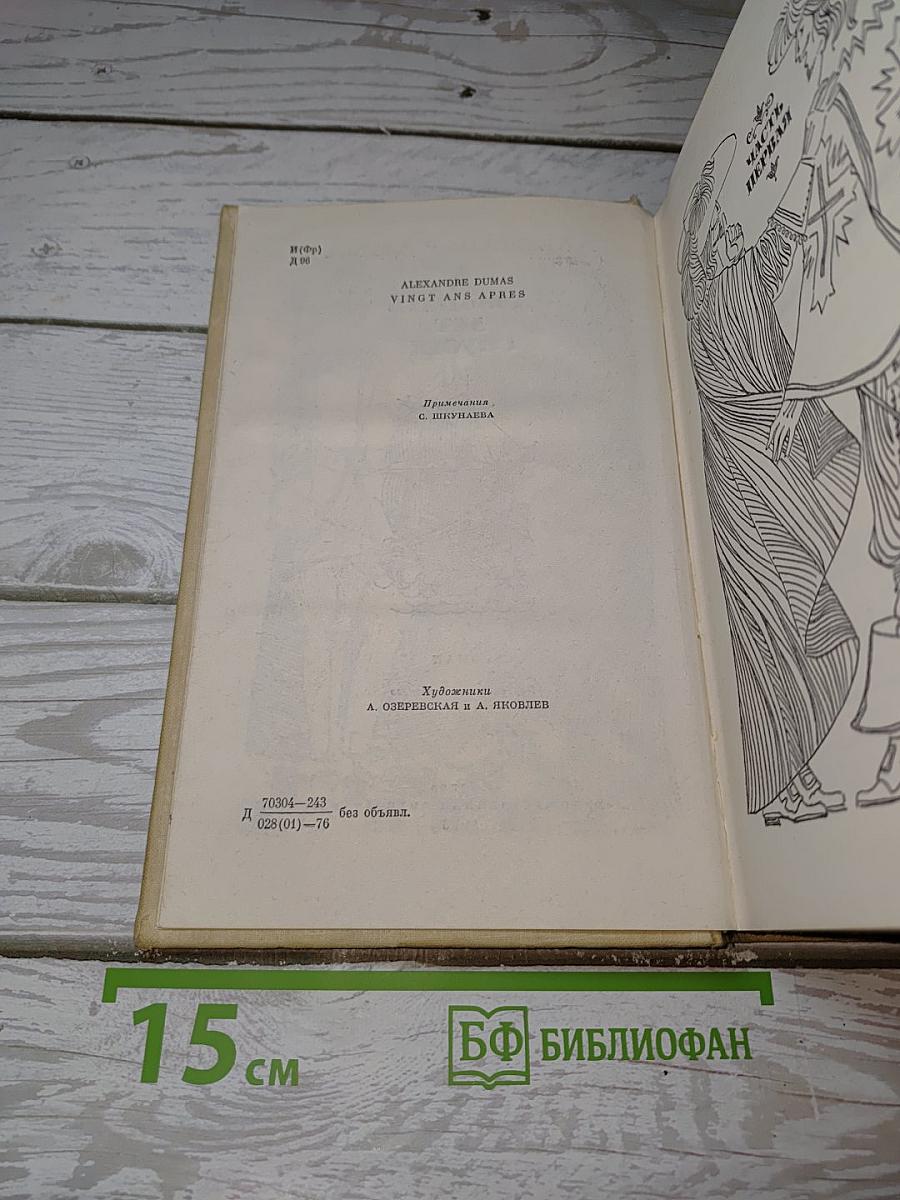 И(Фр)
Д 96
ALEXANDRE DUMAS
VINGT ANS APRES
Примечания
С. ШКУНАЕВА
Художники
А. ОЗЕРЕВСКАЯ и А. ЯКОВЛЕВ
Д 70304—243
028(01)—76 без объявл.
ЧАСТЬ
ПЕРВАЯ
15 см
БФ БИБЛИОФАН